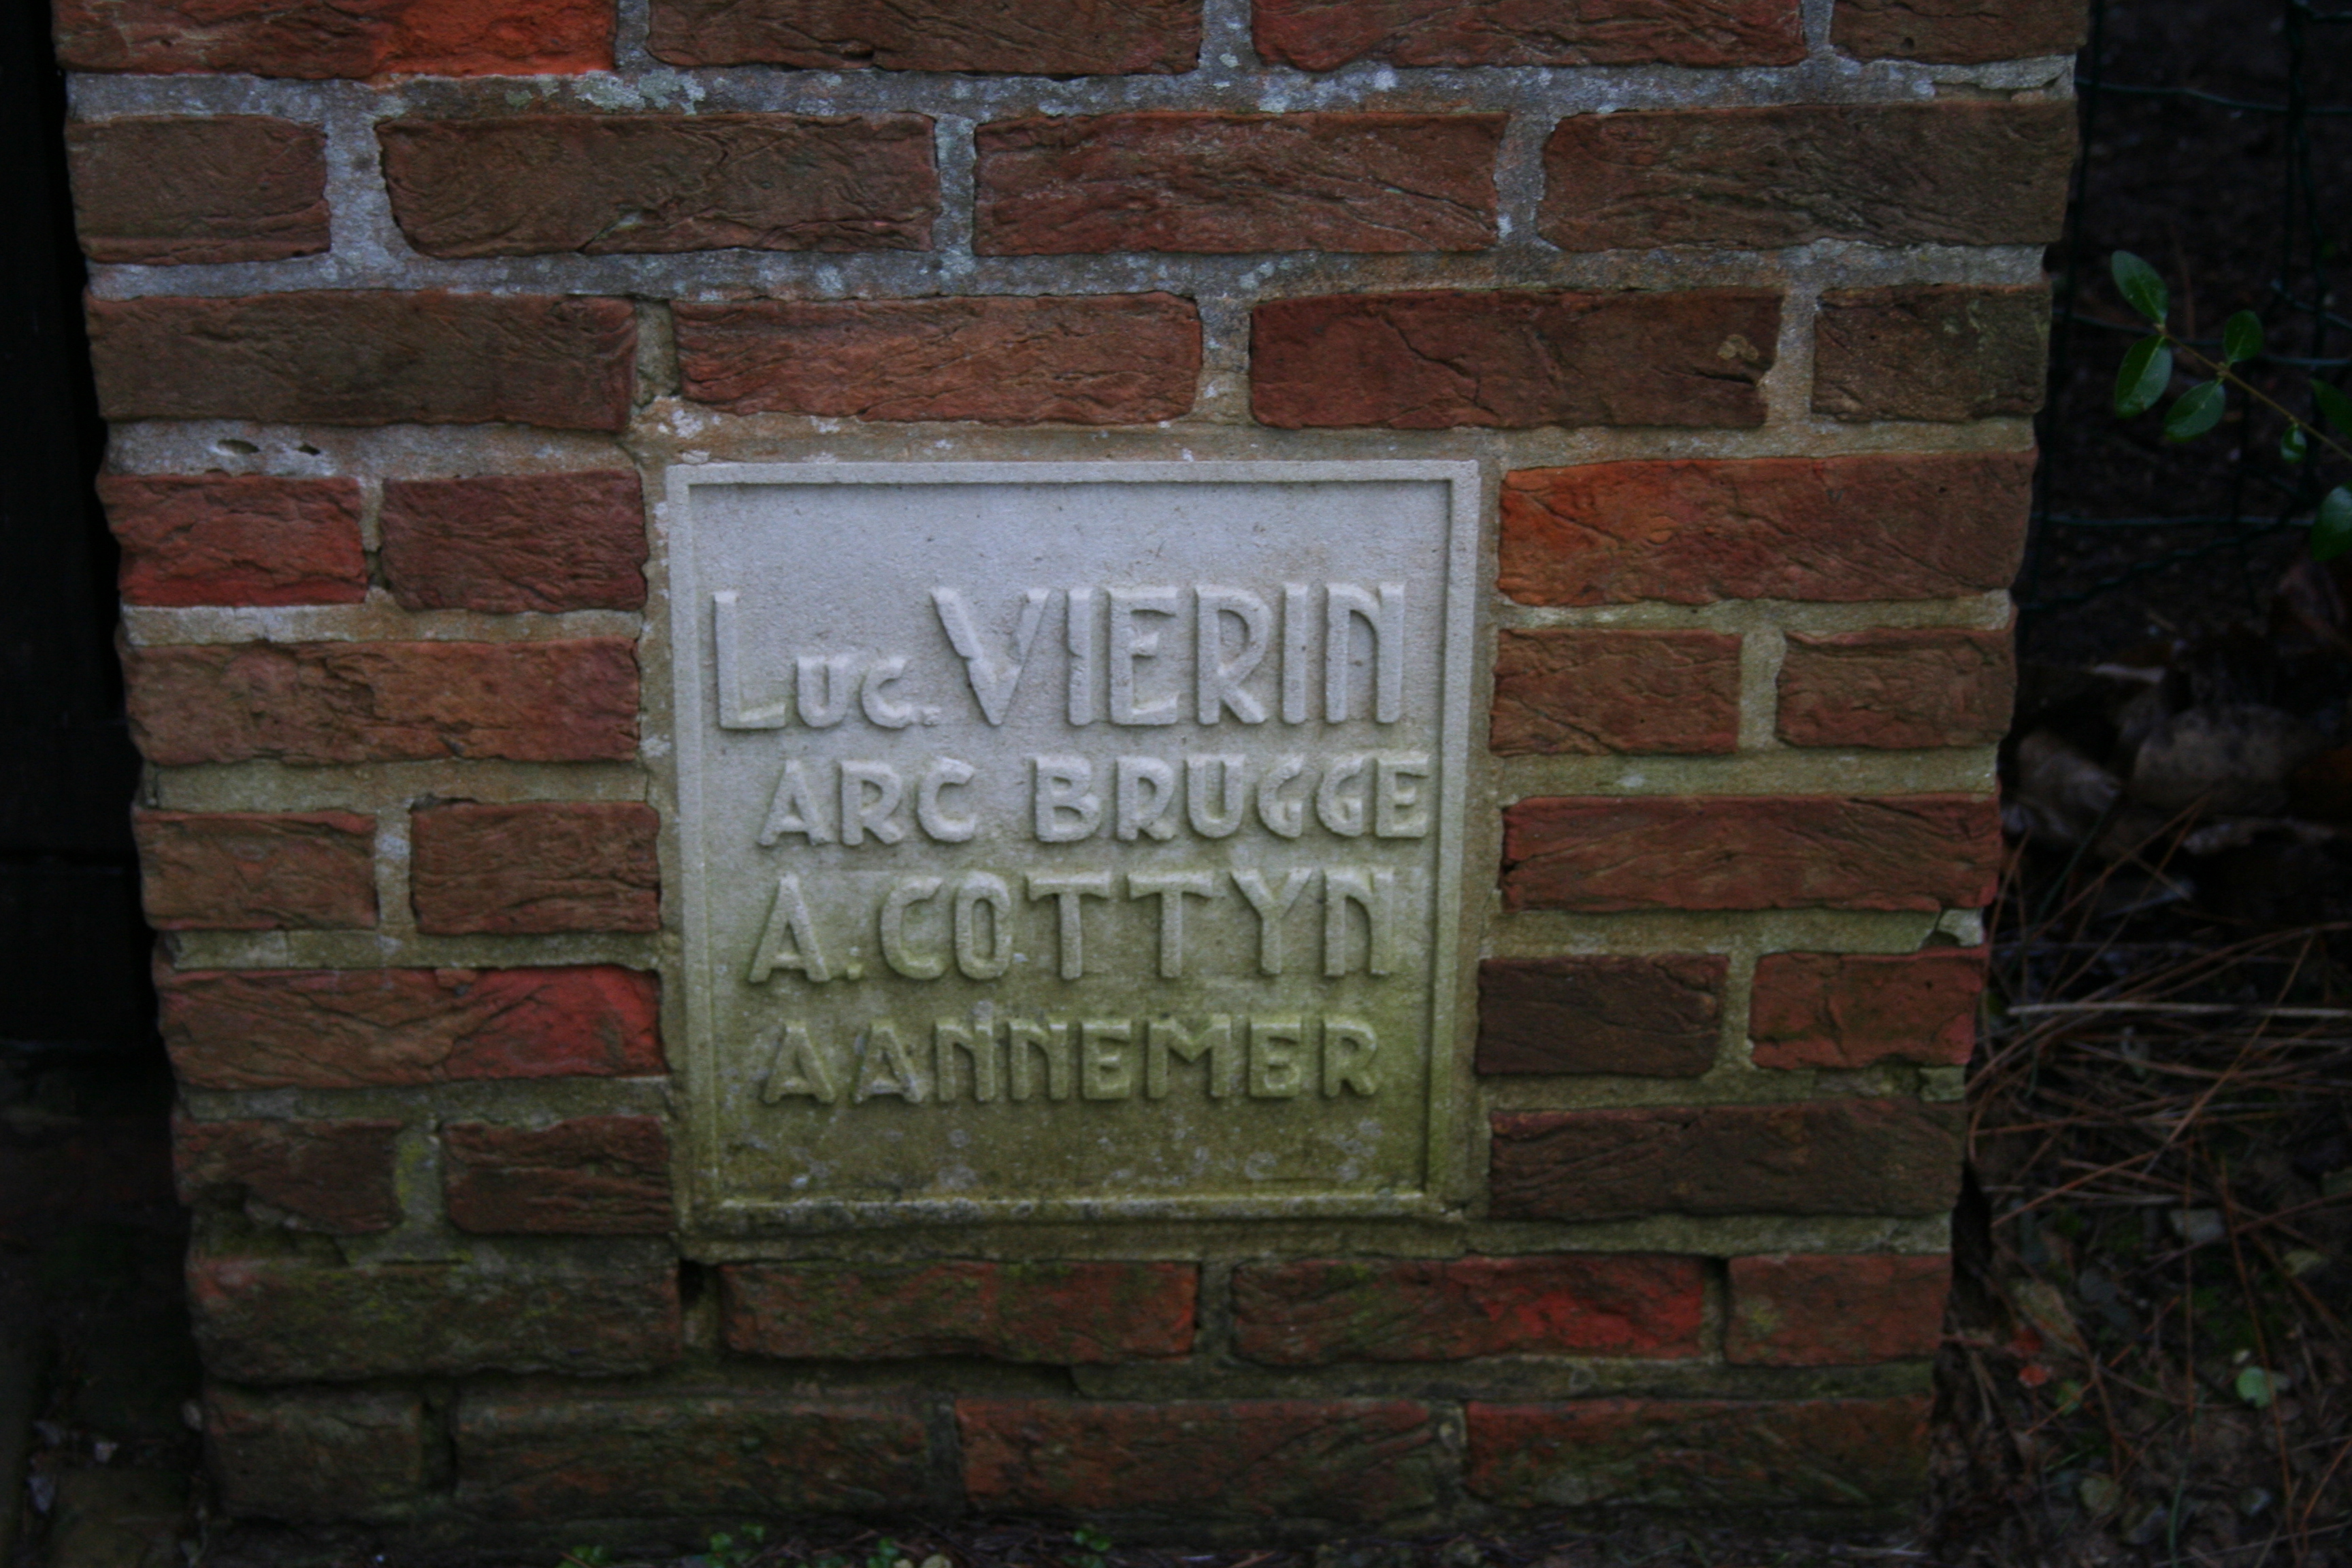 Luc. VIERIN
ARC BRUGGE
A. COTTYN
AANNEMER